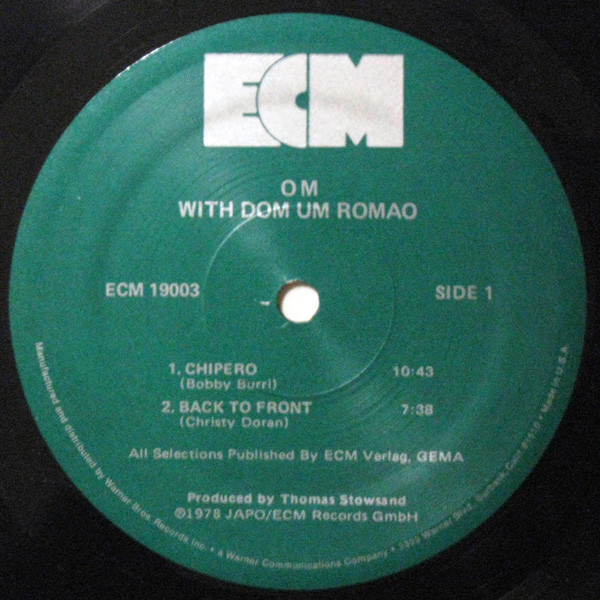 ECM
OM
WITH DOM UM ROMAO
ECM 19003
SIDE 1
1. CHIPERO 10:43
(Bobby Burri)
2. BACK TO FRONT 7:38
(Christy Doran)
All Selections Published By ECM Verlag, GEMA
Produced by Thomas Stowsand
℗1978 JAPO/ECM Records GmbH
Manufactured and distributed by Warner Bros. Records Inc. • a Warner Communications Company • 3300 Warner Blvd., Burbank, Calif. 91510 • Made in U.S.A.